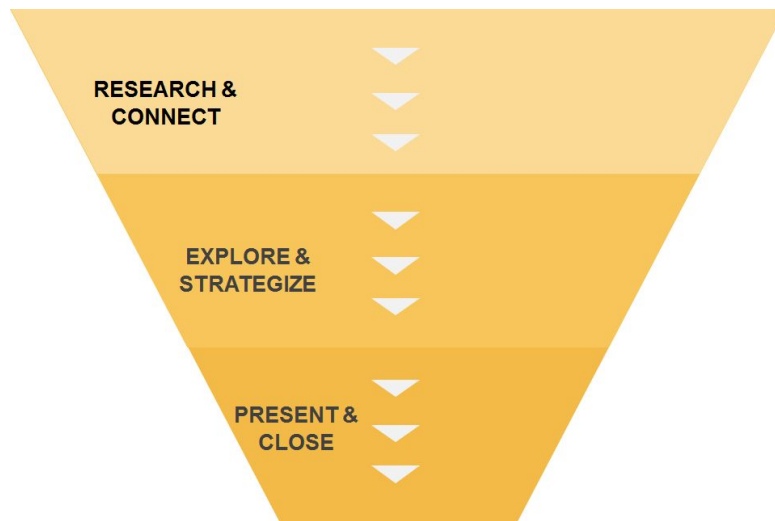 RESEARCH &
CONNECT
EXPLORE &
STRATEGIZE
PRESENT &
CLOSE